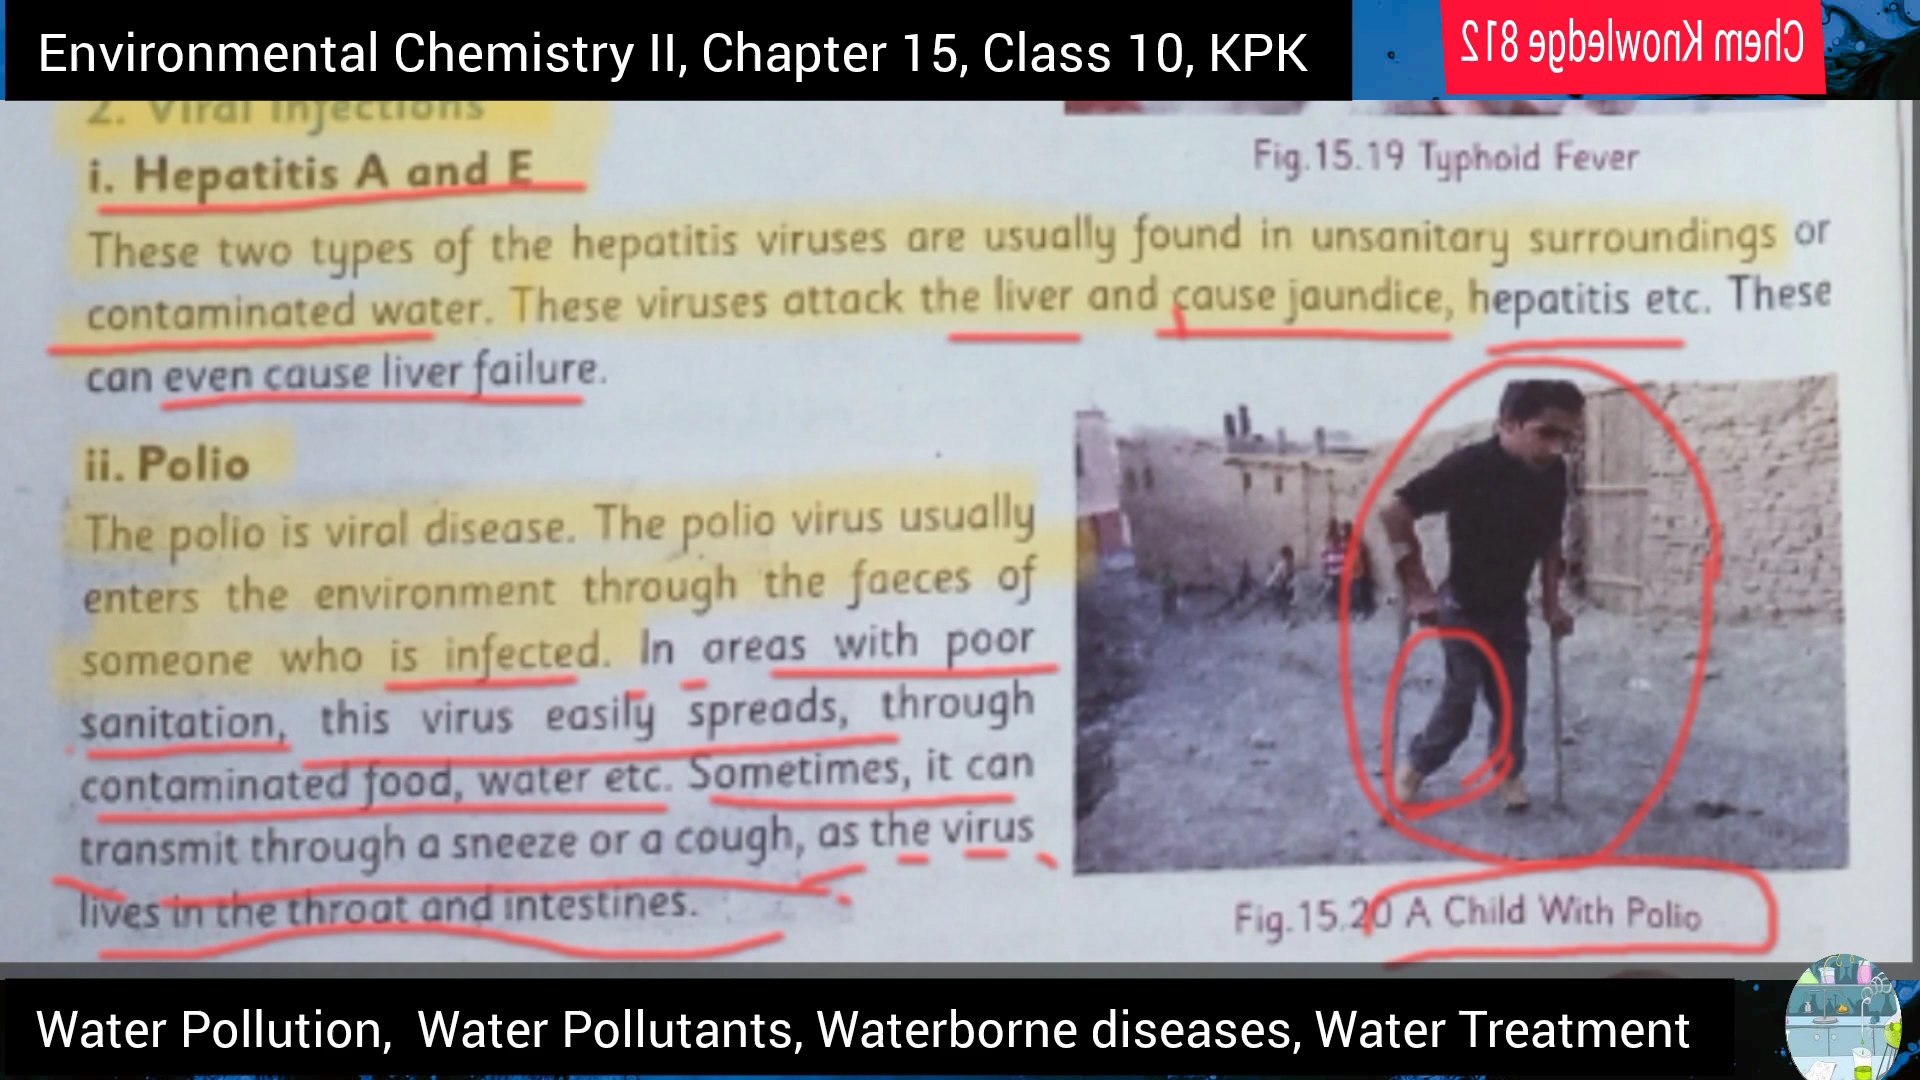 Environmental Chemistry II, Chapter 15, Class 10, KPK
Chem Knowledge 812
2. Viral Infections
i. Hepatitis A and E
Fig.15.19 Typhoid Fever
These two types of the hepatitis viruses are usually found in unsanitary surroundings or
contaminated water. These viruses attack the liver and cause jaundice, hepatitis etc. These
can even cause liver failure.
ii. Polio
The polio is viral disease. The polio virus usually
enters the environment through the faeces of
someone who is infected. In areas with poor
sanitation, this virus easily spreads, through
contaminated food, water etc. Sometimes, it can
transmit through a sneeze or a cough, as the virus
lives in the throat and intestines.
Fig.15.20 A Child With Polio
Water Pollution, Water Pollutants, Waterborne diseases, Water Treatment